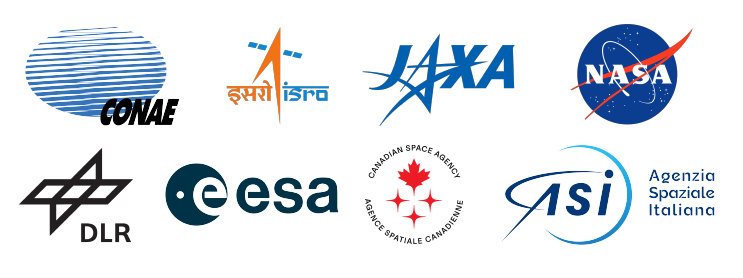 CONAE
इसरो isro
JAXA
NASA
DLR
esa
CANADIAN SPACE AGENCY
AGENCE SPATIALE CANADIENNE
asi
Agenzia
Spaziale
Italiana